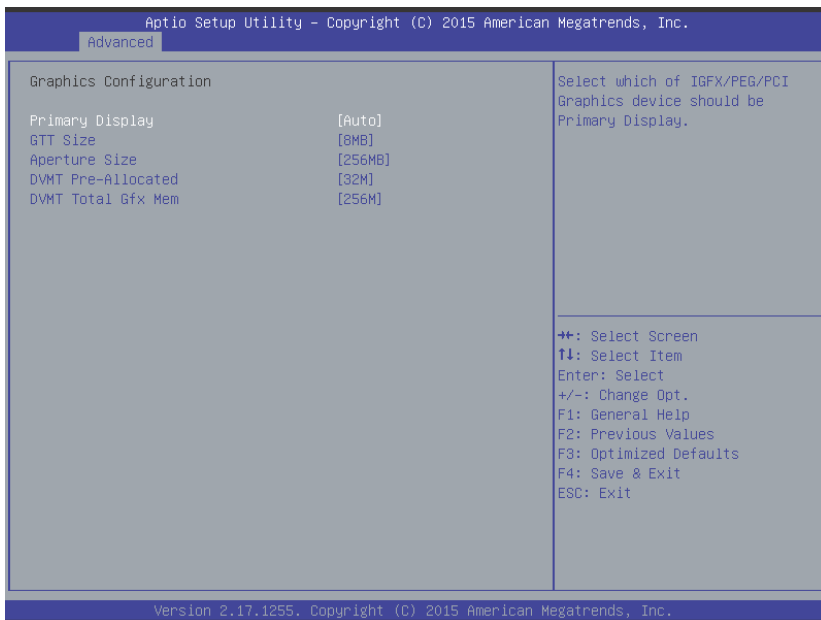 Aptio Setup Utility – Copyright (C) 2015 American Megatrends, Inc.
Advanced
Graphics Configuration
Primary Display [Auto]
GTT Size [8MB]
Aperture Size [256MB]
DVMT Pre-Allocated [32M]
DVMT Total Gfx Mem [256M]
Select which of IGFX/PEG/PCI
Graphics device should be
Primary Display.
→←: Select Screen
↑↓: Select Item
Enter: Select
+/-: Change Opt.
F1: General Help
F2: Previous Values
F3: Optimized Defaults
F4: Save & Exit
ESC: Exit
Version 2.17.1255. Copyright (C) 2015 American Megatrends, Inc.